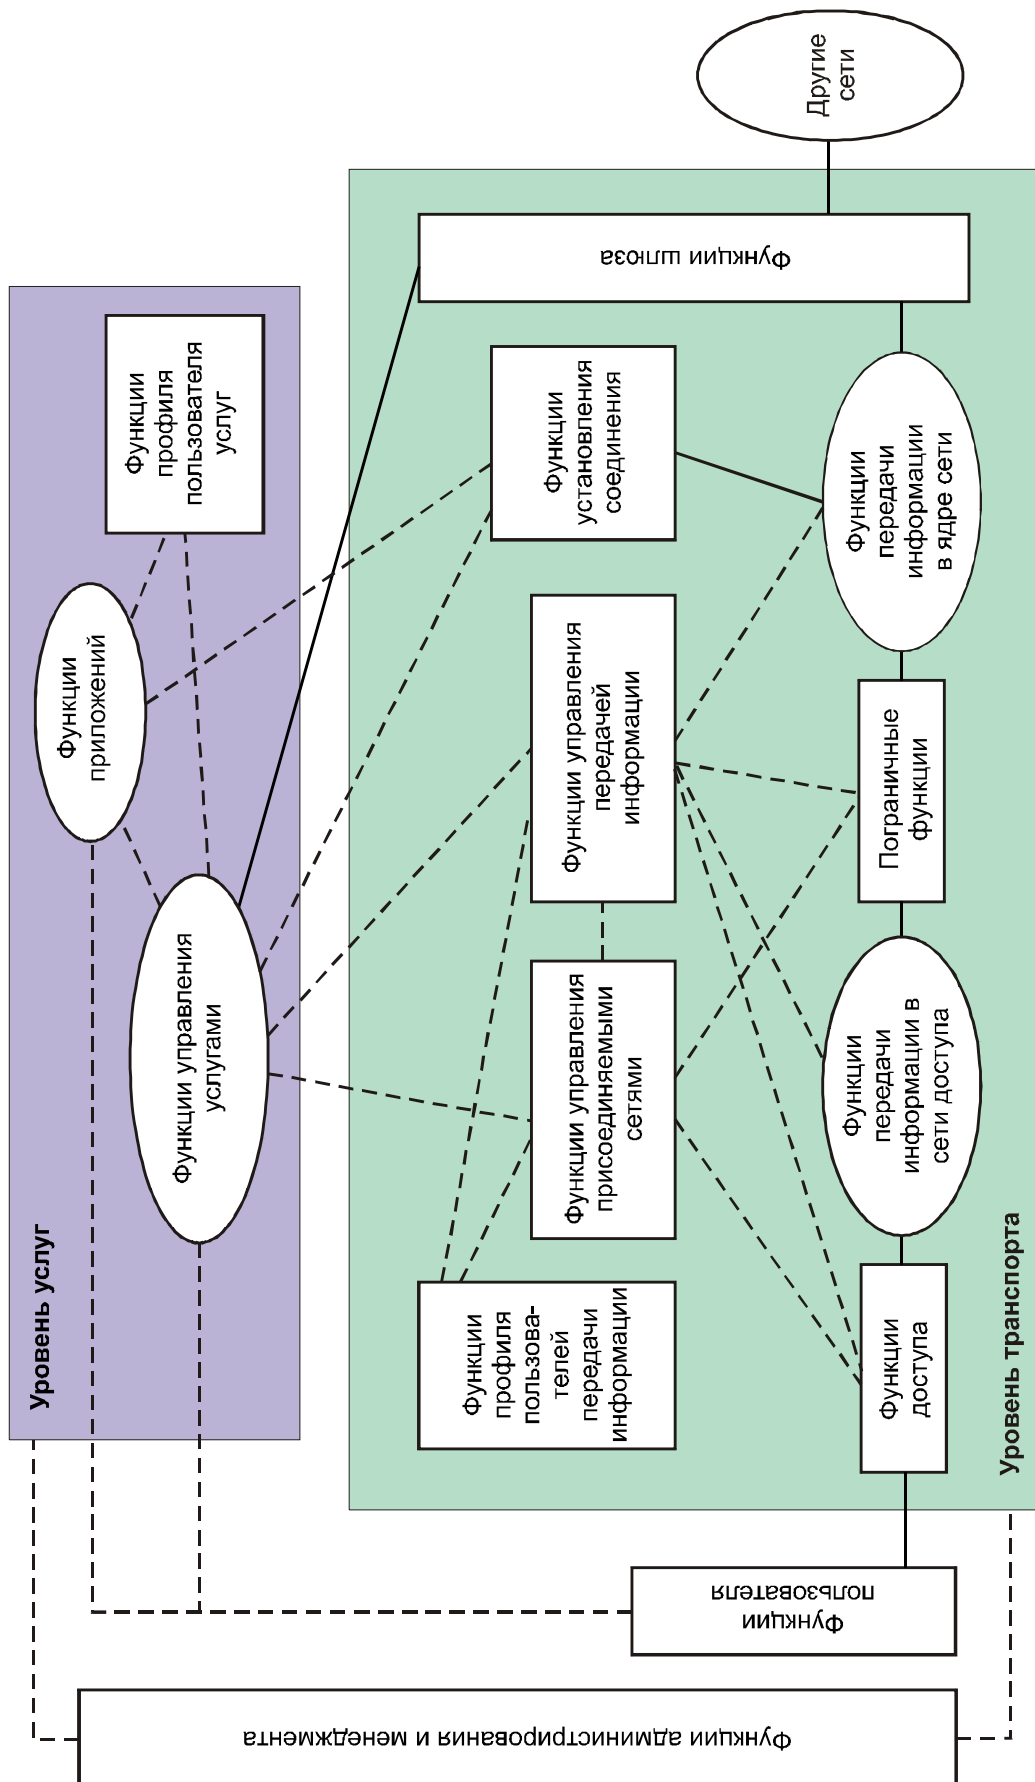 Уровень услуг
Функции
приложений
Функции
профиля
пользователя
услуг
Функции управления
услугами
Функции администрирования и менеджмента
Функции
пользователя
Функции
профиля
пользова-
телей
передачи
информации
Функции управления
присоединяемыми
сетями
Функции управления
передачей
информации
Функции
установления
соединения
Функции шлюза
Другие
сети
Функции
доступа
Функции
передачи
информации в
сети доступа
Пограничные
функции
Функции
передачи
информации
в ядре сети
Уровень транспорта